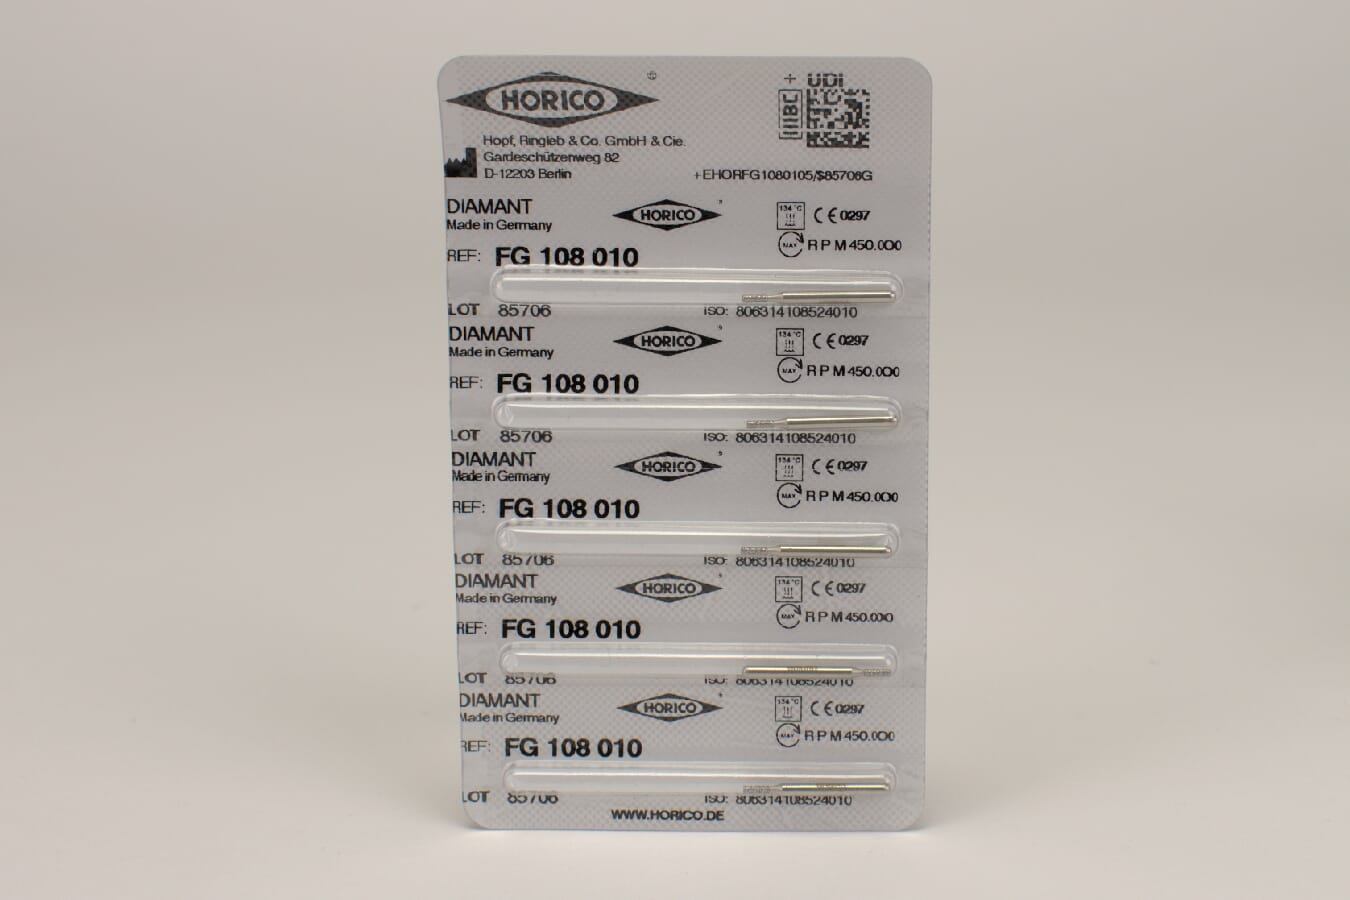 HORICO ®
+ UDI
HIBC
Hopf, Ringleb & Co. GmbH & Cie.
Gardeschützenweg 82
D-12203 Berlin
+EHORFG1080105/$85706G
DIAMANT HORICO 134 °C CE 0297
Made in Germany
MAX RPM 450.000
REF: FG 108 010
LOT 85706 ISO: 806314108524010
DIAMANT HORICO 134 °C CE 0297
Made in Germany
MAX RPM 450.000
REF: FG 108 010
LOT 85706 ISO: 806314108524010
DIAMANT HORICO 134 °C CE 0297
Made in Germany
MAX RPM 450.000
REF: FG 108 010
LOT 85706 ISO: 806314108524010
DIAMANT HORICO 134 °C CE 0297
Made in Germany
MAX RPM 450.000
REF: FG 108 010
LOT 85706 ISO: 806314108524010
DIAMANT HORICO 134 °C CE 0297
Made in Germany
MAX RPM 450.000
REF: FG 108 010
LOT 85706 ISO: 806314108524010
WWW.HORICO.DE